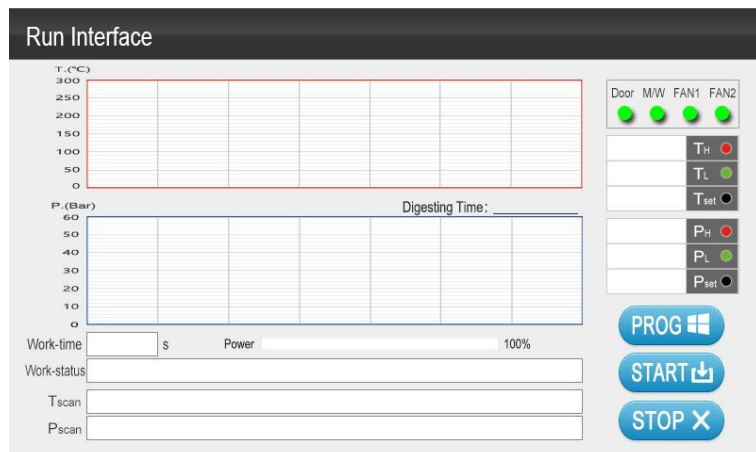 Run Interface
T.(°C)
300
250
200
150
100
50
0
Door M/W FAN1 FAN2
TH
TL
Tset
P.(Bar)
Digesting Time:
60
50
40
30
20
10
0
PH
PL
Pset
PROG
Work-time s Power 100%
Work-status
START
Tscan
Pscan
STOP